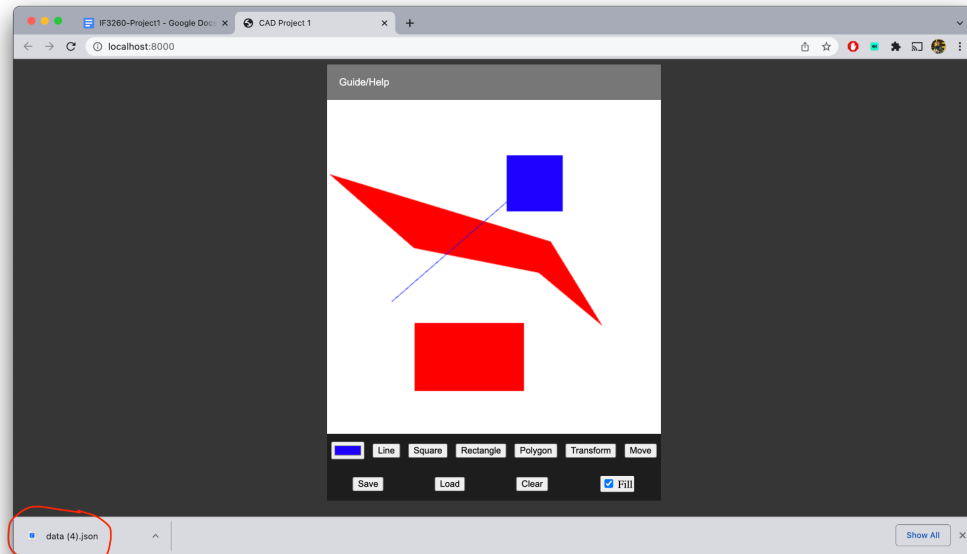 IF3260-Project1 - Google Doc
CAD Project 1
localhost:8000
Guide/Help
Line
Square
Rectangle
Polygon
Transform
Move
Save
Load
Clear
Fill
data (4).json
Show All